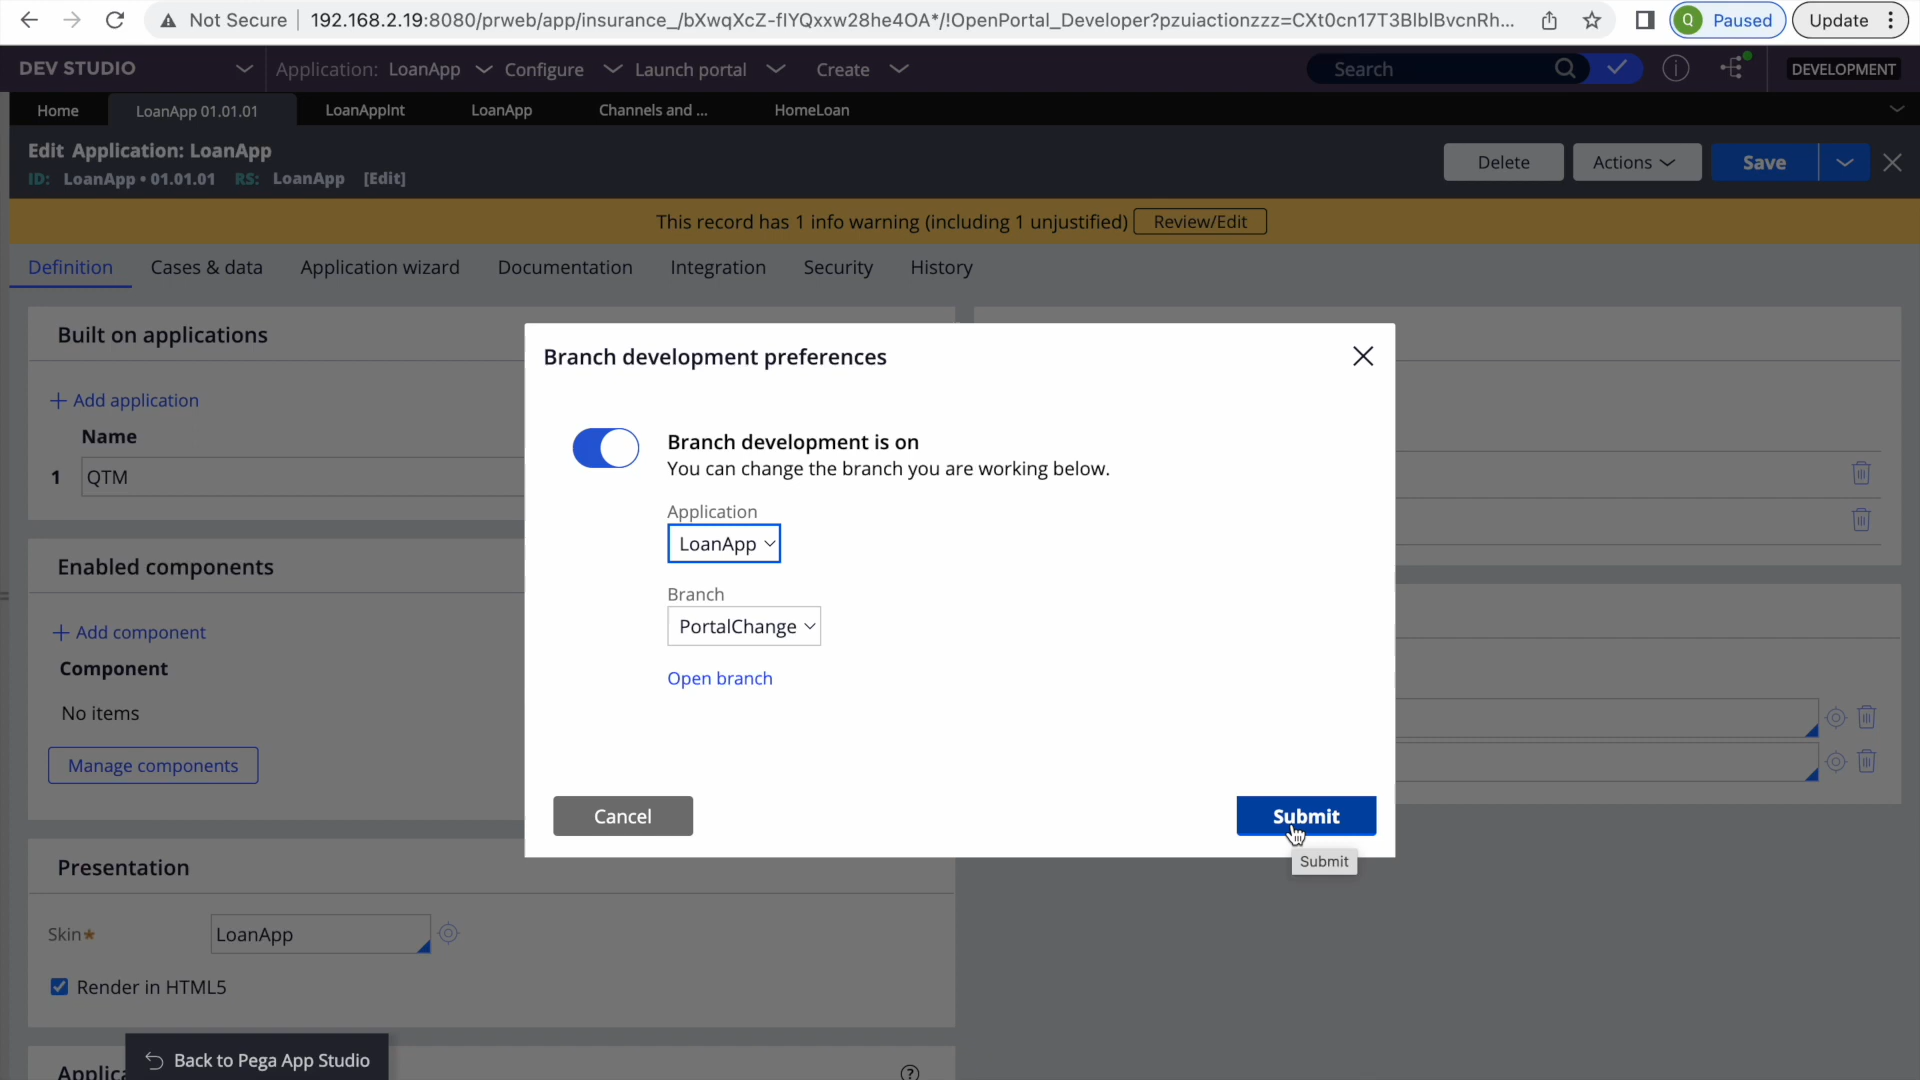 Not Secure 192.168.2.19:8080/prweb/app/insurance_/bXwqXcZ-fIYQxxw28he4OA*/!OpenPortal_Developer?pzuiactionzzz=CXt0cn17T3BlblBvcnRh... Q Paused Update
DEV STUDIO Application: LoanApp Configure Launch portal Create Search DEVELOPMENT
Home LoanApp 01.01.01 LoanAppInt LoanApp Channels and ... HomeLoan
Edit Application: LoanApp
ID: LoanApp • 01.01.01 RS: LoanApp [Edit]
Delete Actions Save
This record has 1 info warning (including 1 unjustified) Review/Edit
Definition Cases & data Application wizard Documentation Integration Security History
Built on applications
+ Add application
Name
1 QTM
Enabled components
+ Add component
Component
No items
Manage components
Presentation
Skin★ LoanApp
Render in HTML5
Applica
Back to Pega App Studio
Branch development preferences
Branch development is on
You can change the branch you are working below.
Application
LoanApp
Branch
PortalChange
Open branch
Cancel Submit
Submit